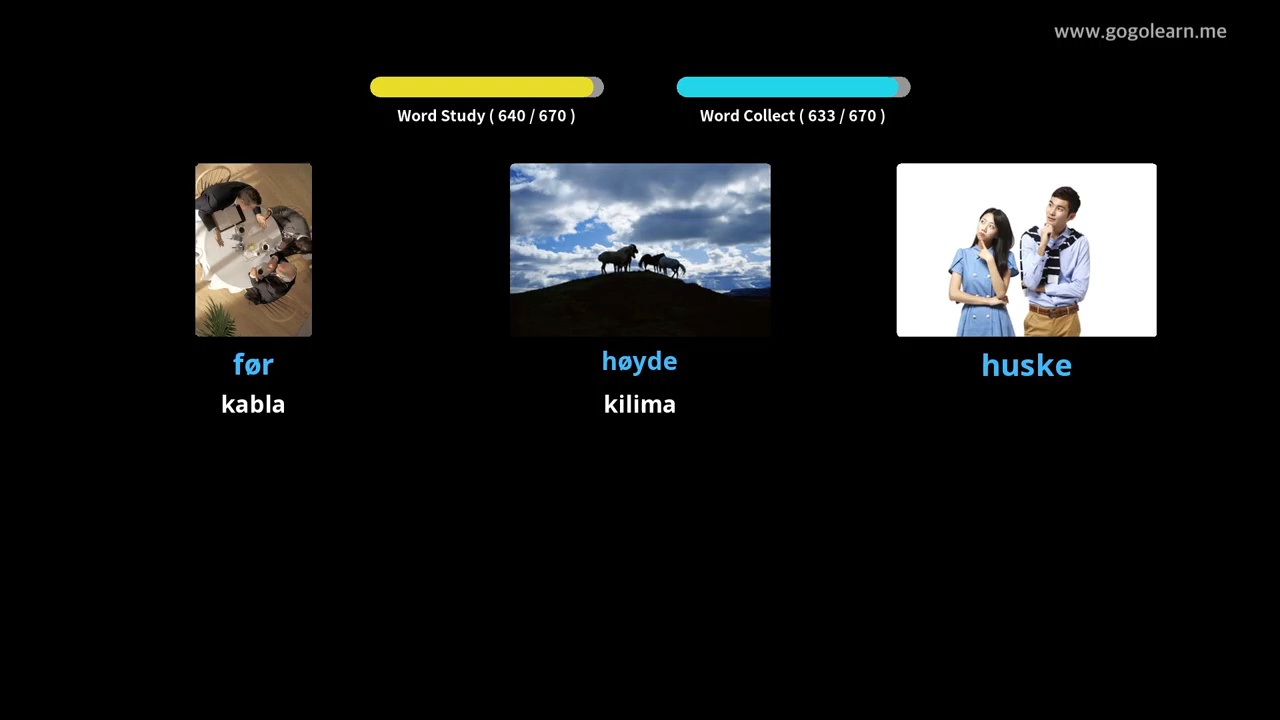 www.gogolearn.me
Word Study ( 640 / 670 )
Word Collect ( 633 / 670 )
før
høyde
huske
kabla
kilima